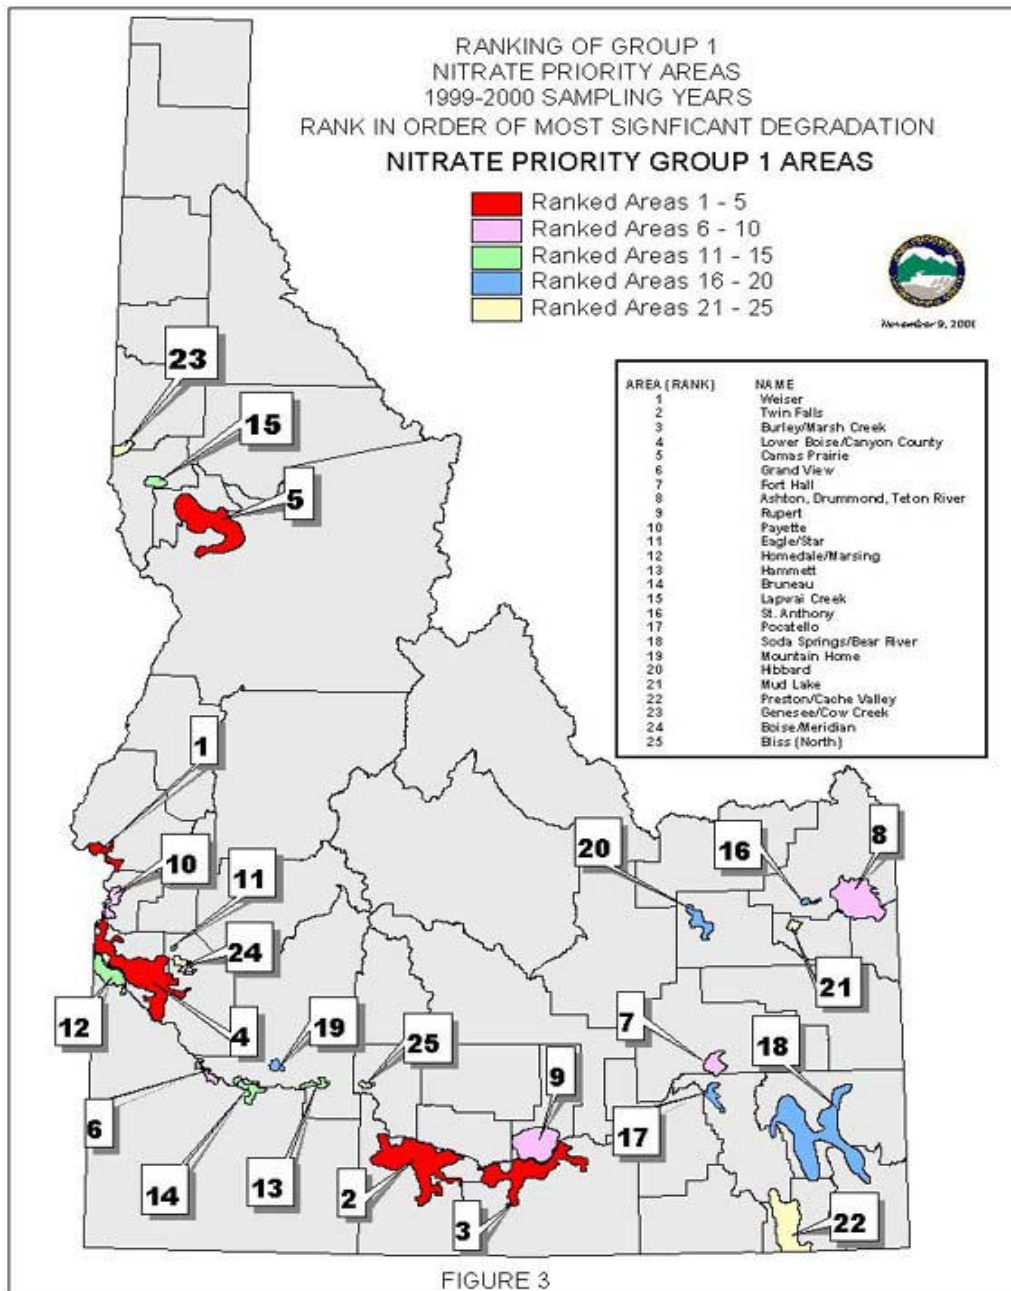 RANKING OF GROUP 1
NITRATE PRIORITY AREAS
1999-2000 SAMPLING YEARS
RANK IN ORDER OF MOST SIGNFICANT DEGRADATION
NITRATE PRIORITY GROUP 1 AREAS
Ranked Areas 1 - 5
Ranked Areas 6 - 10
Ranked Areas 11 - 15
Ranked Areas 16 - 20
Ranked Areas 21 - 25
November 9, 2001
AREA (RANK) NAME
1 Weiser
2 Twin Falls
3 Burley/Marsh Creek
4 Lower Boise/Canyon County
5 Camas Prairie
6 Grand View
7 Fort Hall
8 Ashton, Drummond, Teton River
9 Rupert
10 Payette
11 Eagle/Star
12 Homedale/Marsing
13 Hammett
14 Bruneau
15 Lapwai Creek
16 St. Anthony
17 Pocatello
18 Soda Springs/Bear River
19 Mountain Home
20 Hibbard
21 Mud Lake
22 Preston/Cache Valley
23 Genesee/Cow Creek
24 Boise/Meridian
25 Bliss (North)
23
15
5
1
10
11
24
12
4
19
25
6
14
13
2
9
3
20
16
8
21
7
18
17
22
FIGURE 3